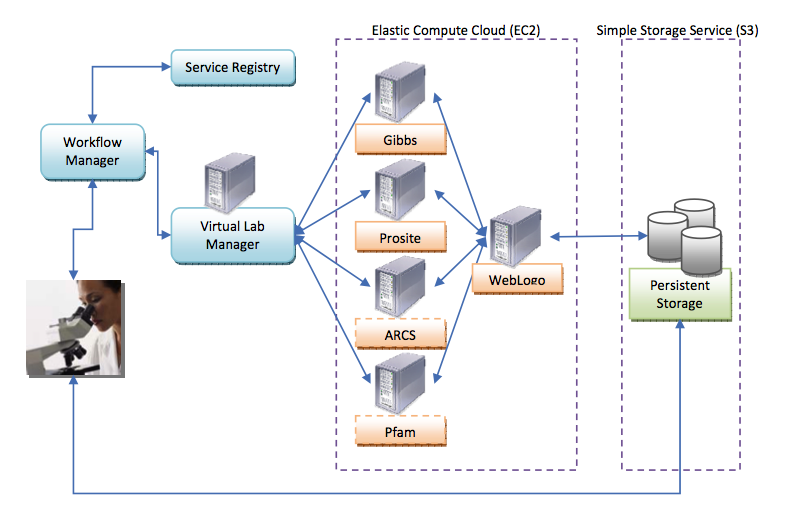 Elastic Compute Cloud (EC2)
Simple Storage Service (S3)
Service Registry
Workflow
Manager
Gibbs
Virtual Lab
Manager
Prosite
WebLogo
Persistent
Storage
ARCS
Pfam